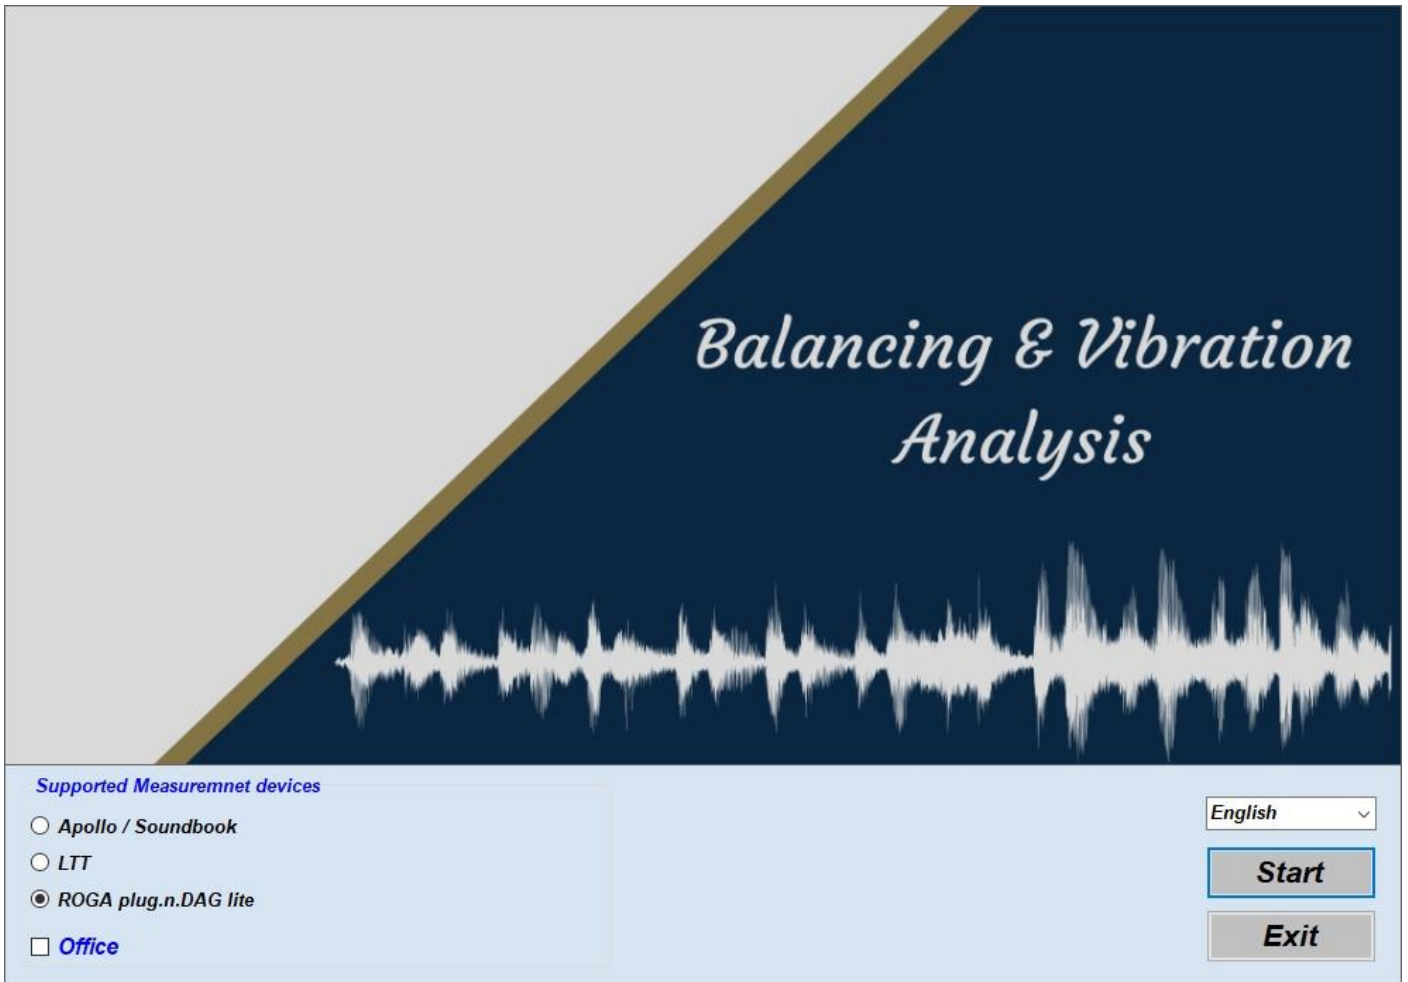 Balancing & Vibration
Analysis
Supported Measuremnet devices
Apollo / Soundbook
LTT
ROGA plug.n.DAG lite
Office
English
Start
Exit